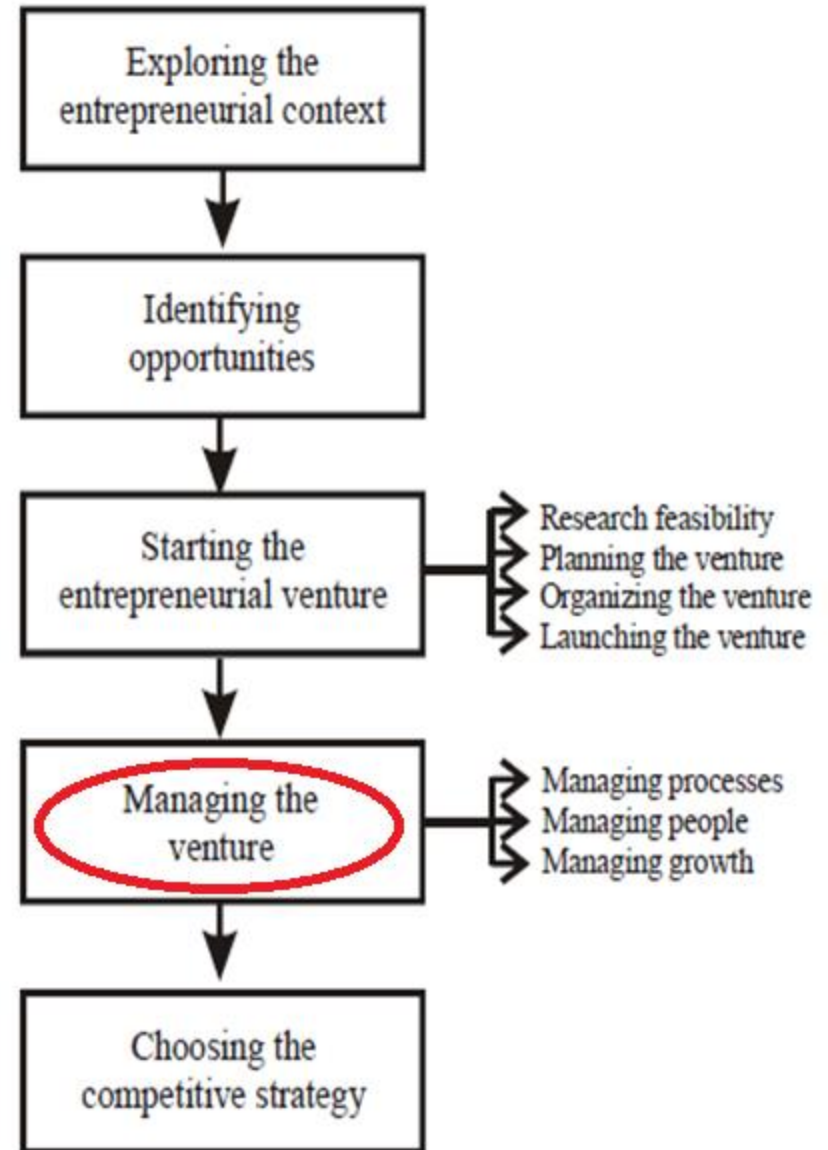 Exploring the
entrepreneurial context
Identifying
opportunities
Starting the
entrepreneurial venture
Research feasibility
Planning the venture
Organizing the venture
Launching the venture
Managing the
venture
Managing processes
Managing people
Managing growth
Choosing the
competitive strategy